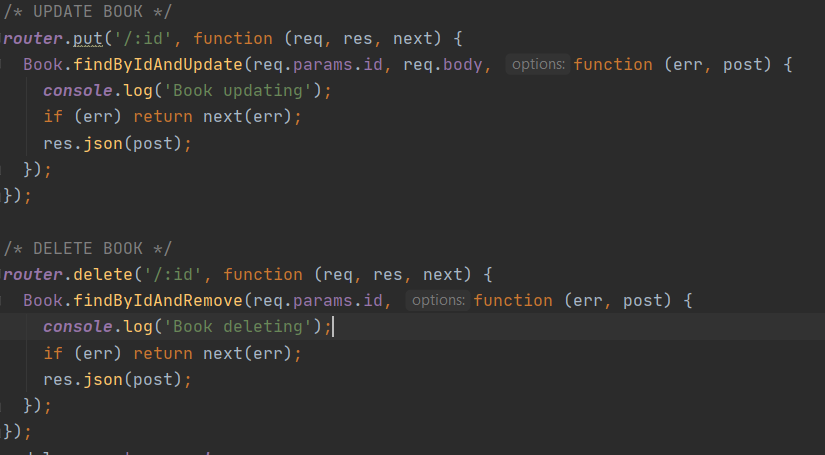 /* UPDATE BOOK */
router.put('/:id', function (req, res, next) {
Book.findByIdAndUpdate(req.params.id, req.body, options: function (err, post) {
console.log('Book updating');
if (err) return next(err);
res.json(post);
});
});
/* DELETE BOOK */
router.delete('/:id', function (req, res, next) {
Book.findByIdAndRemove(req.params.id, options: function (err, post) {
console.log('Book deleting');
if (err) return next(err);
res.json(post);
});
});